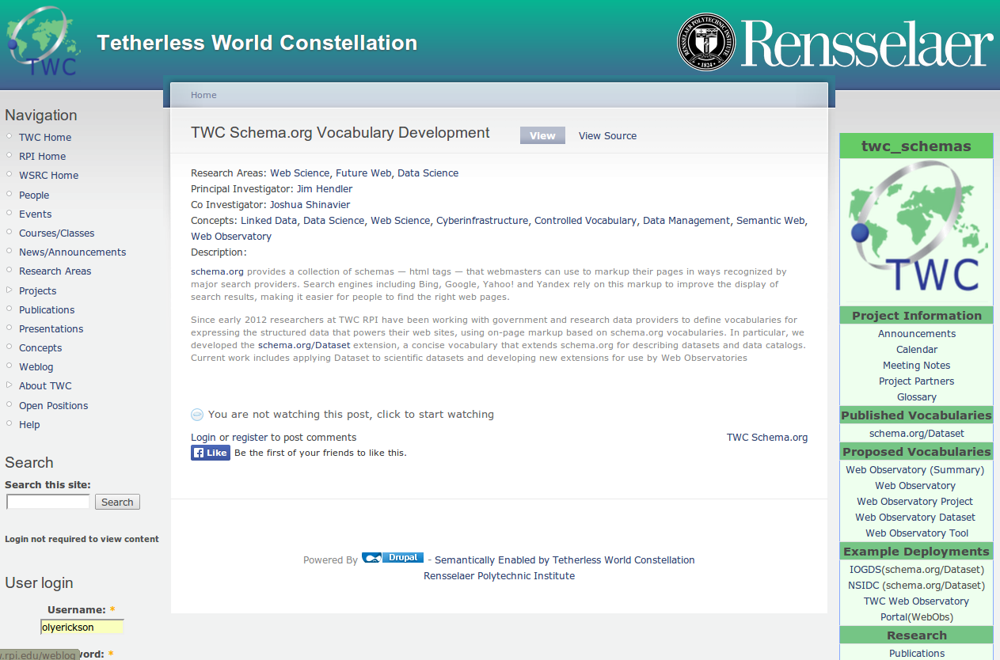 TWC
Tetherless World Constellation
RENSSELAER POLYTECHNIC INSTITUTE
1824
Rensselaer
Home
Navigation
TWC Home
RPI Home
WSRC Home
People
Events
Courses/Classes
News/Announcements
Research Areas
Projects
Publications
Presentations
Concepts
Weblog
About TWC
Open Positions
Help
Search
Search this site:
Search
Login not required to view content
User login
Username: *
olyerickson
word: *
.rpi.edu/weblog
TWC Schema.org Vocabulary Development
View
View Source
Research Areas: Web Science, Future Web, Data Science
Principal Investigator: Jim Hendler
Co Investigator: Joshua Shinavier
Concepts: Linked Data, Data Science, Web Science, Cyberinfrastructure, Controlled Vocabulary, Data Management, Semantic Web,
Web Observatory
Description:
schema.org provides a collection of schemas — html tags — that webmasters can use to markup their pages in ways recognized by
major search providers. Search engines including Bing, Google, Yahoo! and Yandex rely on this markup to improve the display of
search results, making it easier for people to find the right web pages.
Since early 2012 researchers at TWC RPI have been working with government and research data providers to define vocabularies for
expressing the structured data that powers their web sites, using on-page markup based on schema.org vocabularies. In particular, we
developed the schema.org/Dataset extension, a concise vocabulary that extends schema.org for describing datasets and data catalogs.
Current work includes applying Dataset to scientific datasets and developing new extensions for use by Web Observatories
You are not watching this post, click to start watching
Login or register to post comments
TWC Schema.org
Like
Be the first of your friends to like this.
Powered By Drupal - Semantically Enabled by Tetherless World Constellation
Rensselaer Polytechnic Institute
twc_schemas
TWC
Project Information
Announcements
Calendar
Meeting Notes
Project Partners
Glossary
Published Vocabularies
schema.org/Dataset
Proposed Vocabularies
Web Observatory (Summary)
Web Observatory
Web Observatory Project
Web Observatory Dataset
Web Observatory Tool
Example Deployments
IOGDS(schema.org/Dataset)
NSIDC (schema.org/Dataset)
TWC Web Observatory
Portal(WebObs)
Research
Publications